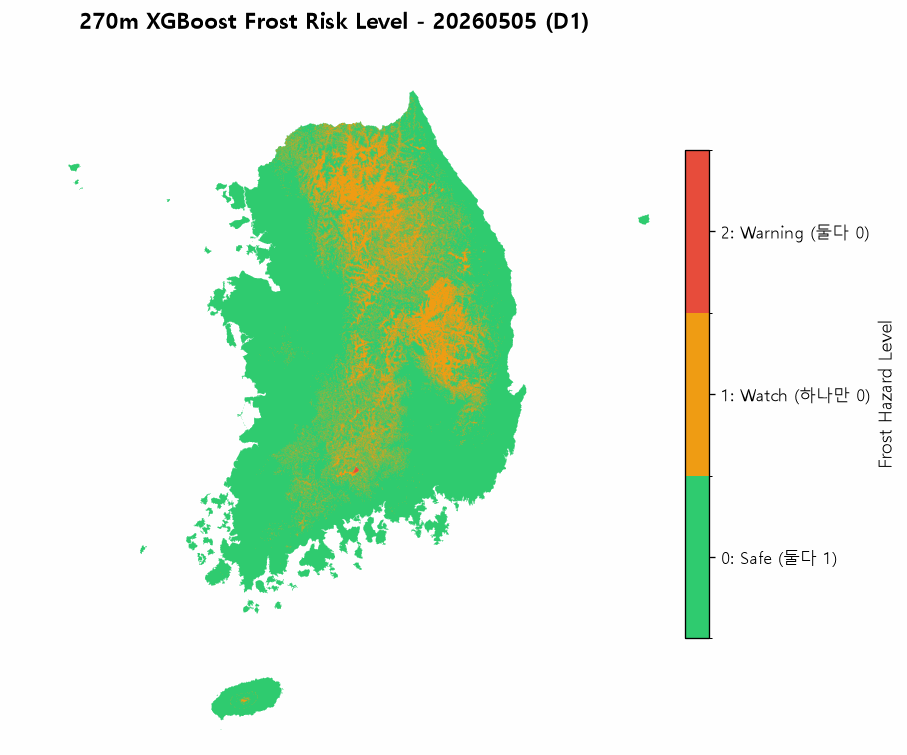 270m XGBoost Frost Risk Level - 20260505 (D1)
2: Warning (둘다 0)
1: Watch (하나만 0)
0: Safe (둘다 1)
Frost Hazard Level